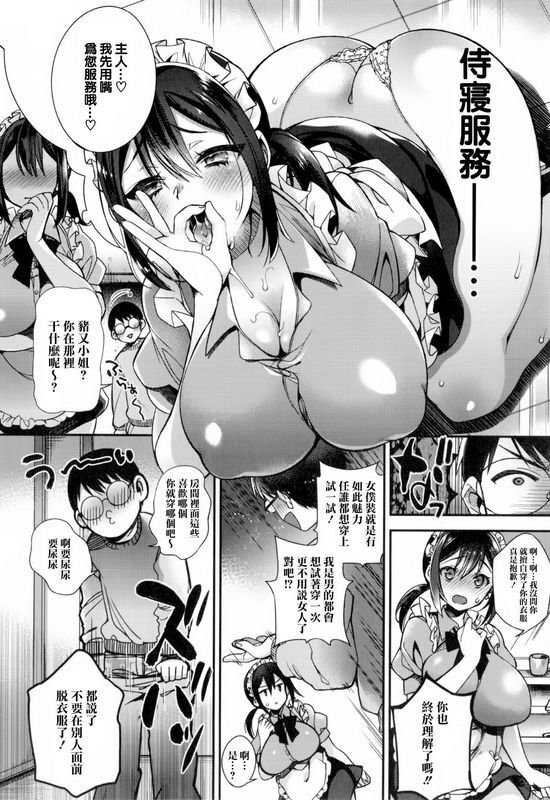 侍寢服務——…
主人…♡
我先用嘴
爲您服務哦…♡
豬又小姐?
你在那裡
干什麼呢～?
啊…啊…我沒問你
就擅自穿了你的衣服
真是抱歉!
你也
終於理解了嗎!!
女僕裝就是有
如此魅力
任誰都想穿上
試一試!
我是男的都會
想試著穿一次
更不用説女人了
對吧!?
啊…
是…?
房間裡面這些
喜歡哪個
你就穿哪個吧～
啊要尿尿
要尿尿
都説了
不要在別人面前
脱衣服了!!